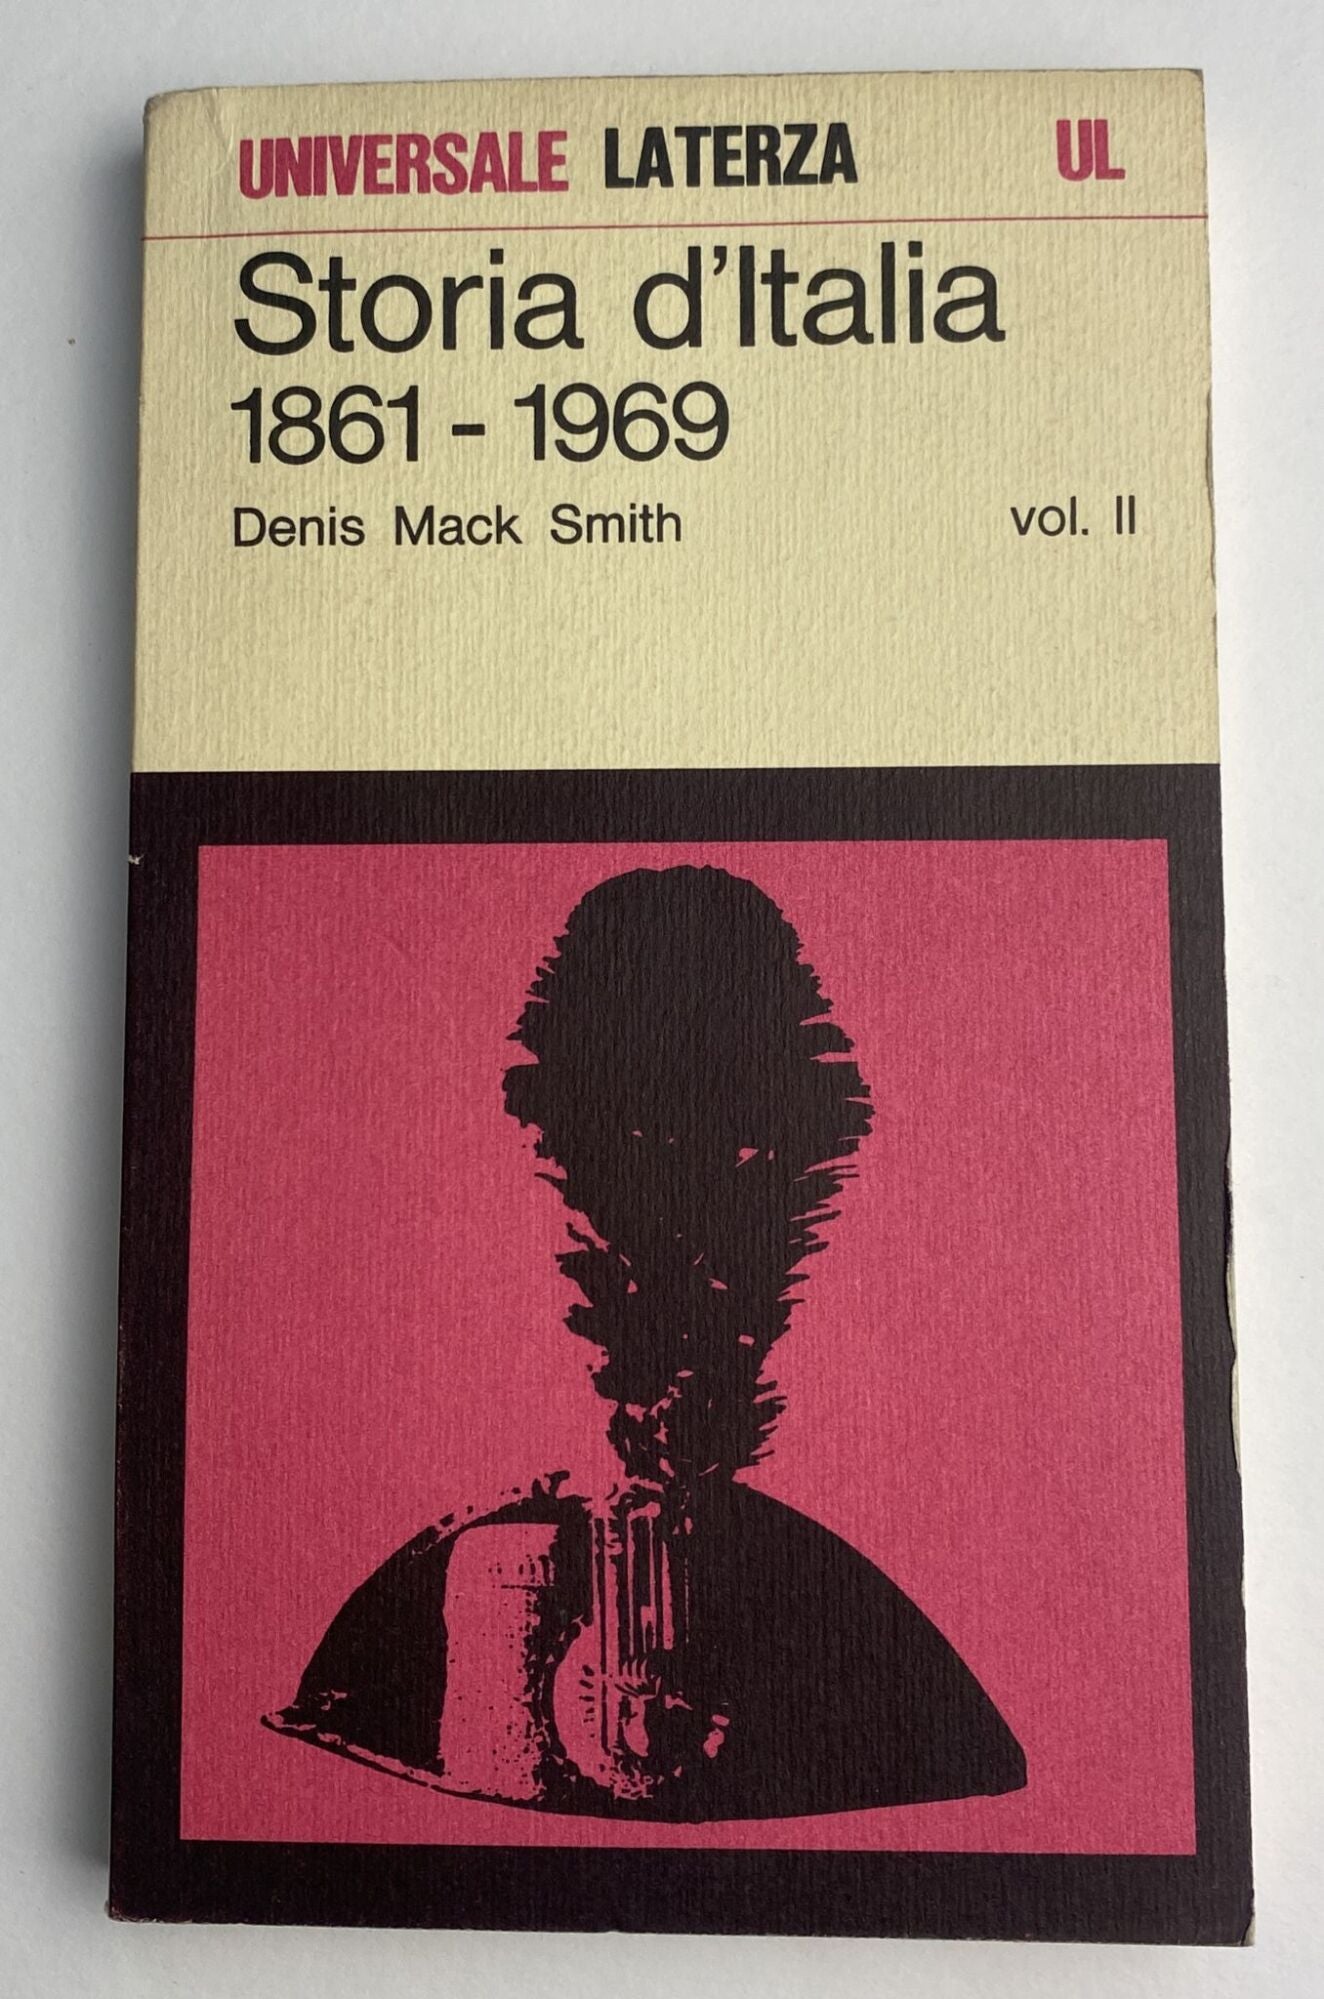 UNIVERSALE LATERZA UL
Storia d'Italia
1861 - 1969
Denis Mack Smith vol. II